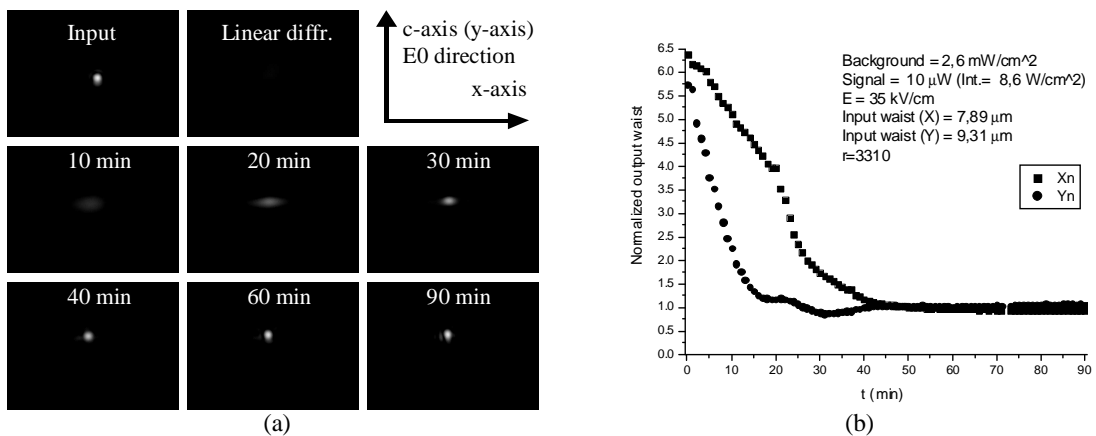 Input
Linear diffr.
c-axis (y-axis)
E0 direction
x-axis
10 min
20 min
30 min
40 min
60 min
90 min
(a)
Normalized output waist
6.5
6.0
5.5
5.0
4.5
4.0
3.5
3.0
2.5
2.0
1.5
1.0
0.5
0.0
Background = 2,6 mW/cm^2
Signal = 10 μW (Int.= 8,6 W/cm^2)
E = 35 kV/cm
Input waist (X) = 7,89 μm
Input waist (Y) = 9,31 μm
r=3310
Xn
Yn
0 10 20 30 40 50 60 70 80 90
t (min)
(b)